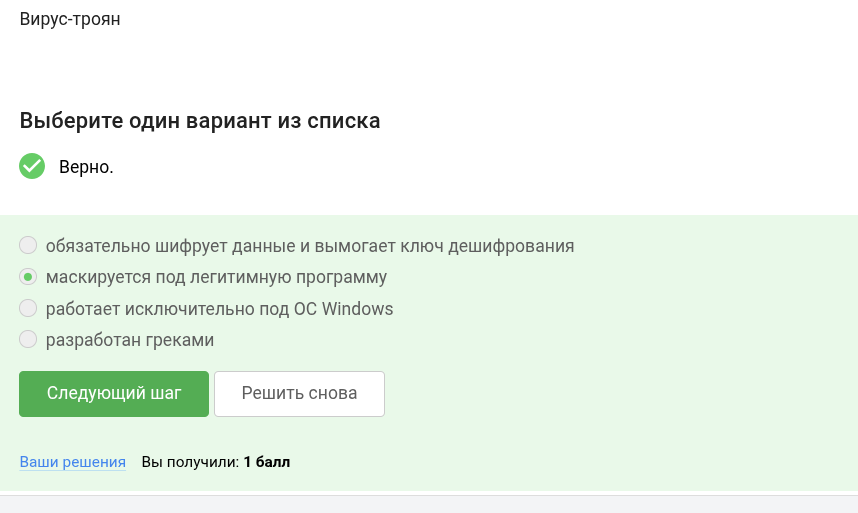 Вирус-троян
Выберите один вариант из списка
Верно.
обязательно шифрует данные и вымогает ключ дешифрования
маскируется под легитимную программу
работает исключительно под ОС Windows
разработан греками
Следующий шаг Решить снова
Ваши решения Вы получили: 1 балл